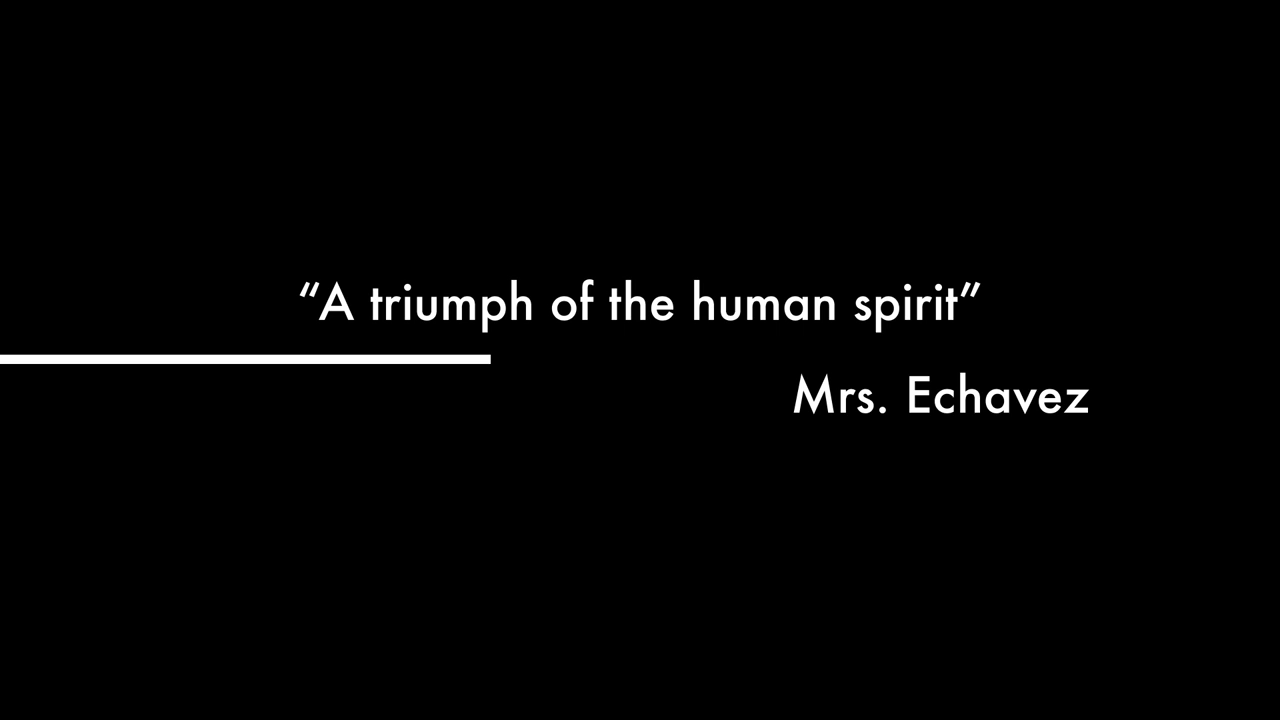 “A triumph of the human spirit”
Mrs. Echavez